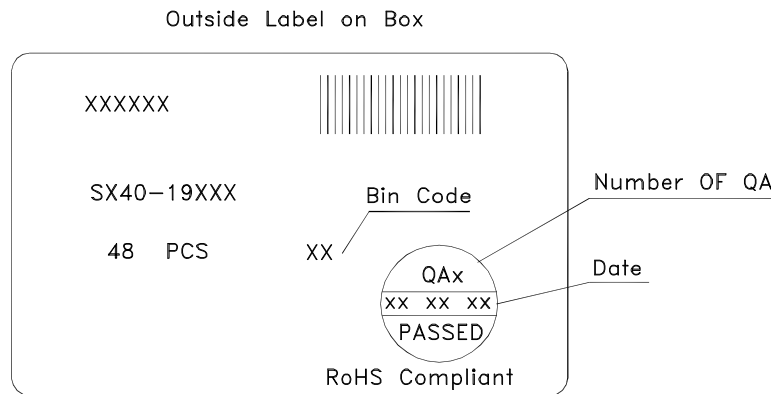 Outside Label on Box
XXXXXX
SX40-19XXX
Bin Code
Number OF QA
48 PCS
XX
QAx
Date
XX XX XX
PASSED
RoHS Compliant